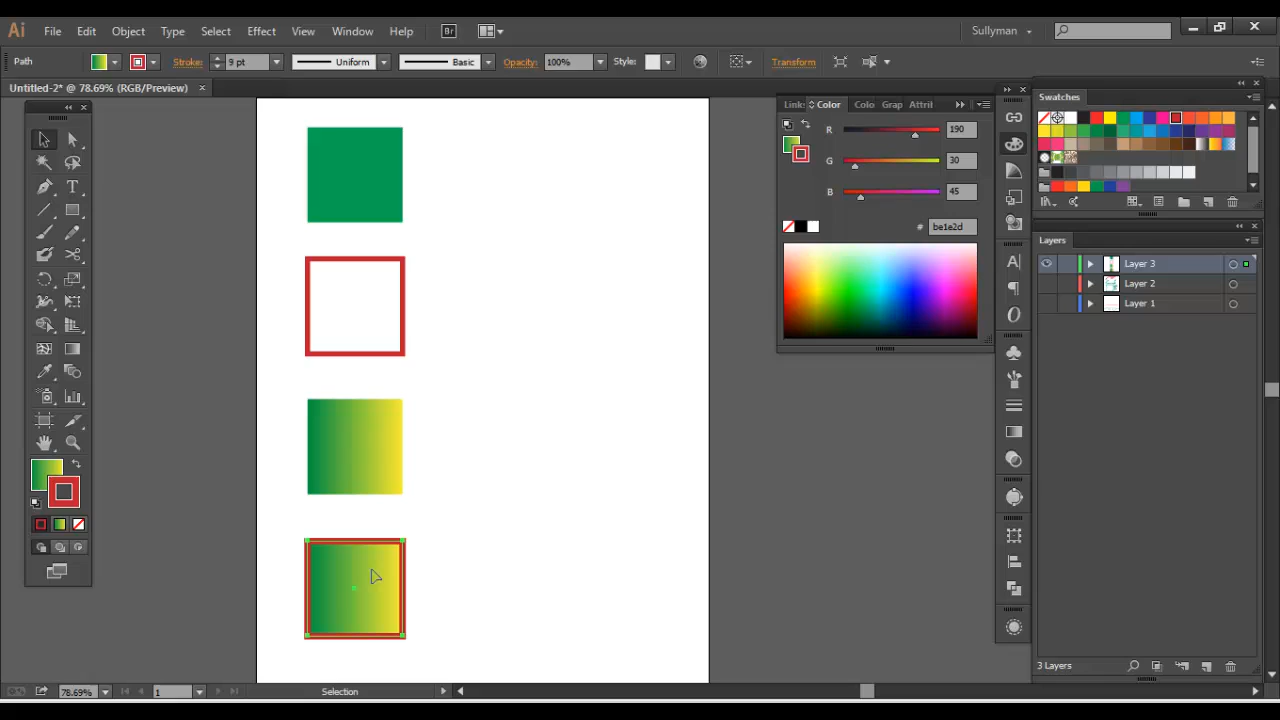 Ai File Edit Object Type Select Effect View Window Help Br Sullyman
Path Stroke: 9 pt Uniform Basic Opacity: 100% Style: Transform
Untitled-2* @ 78.69% (RGB/Preview)
Link Color Colo Grap Attril
R 190
G 30
B 45
# be1e2d
Swatches
Layers
Layer 3
Layer 2
Layer 1
3 Layers
78.69% 1 Selection